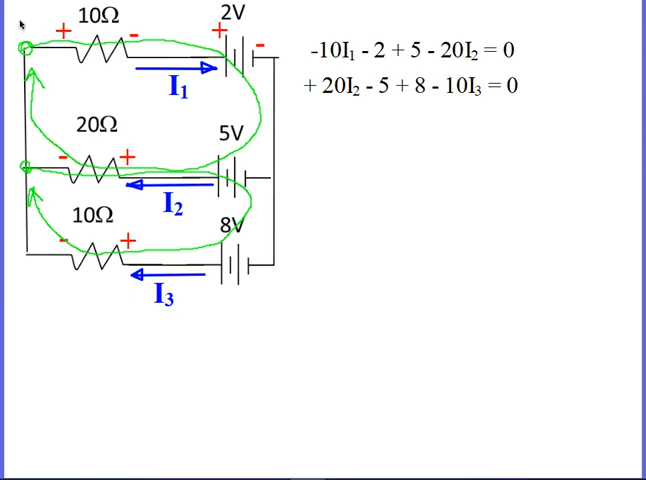 10Ω 2V
+ - + -
I₁
-10I₁ - 2 + 5 - 20I₂ = 0
+ 20I₂ - 5 + 8 - 10I₃ = 0
20Ω 5V
- +
I₂
10Ω 8V
- +
I₃